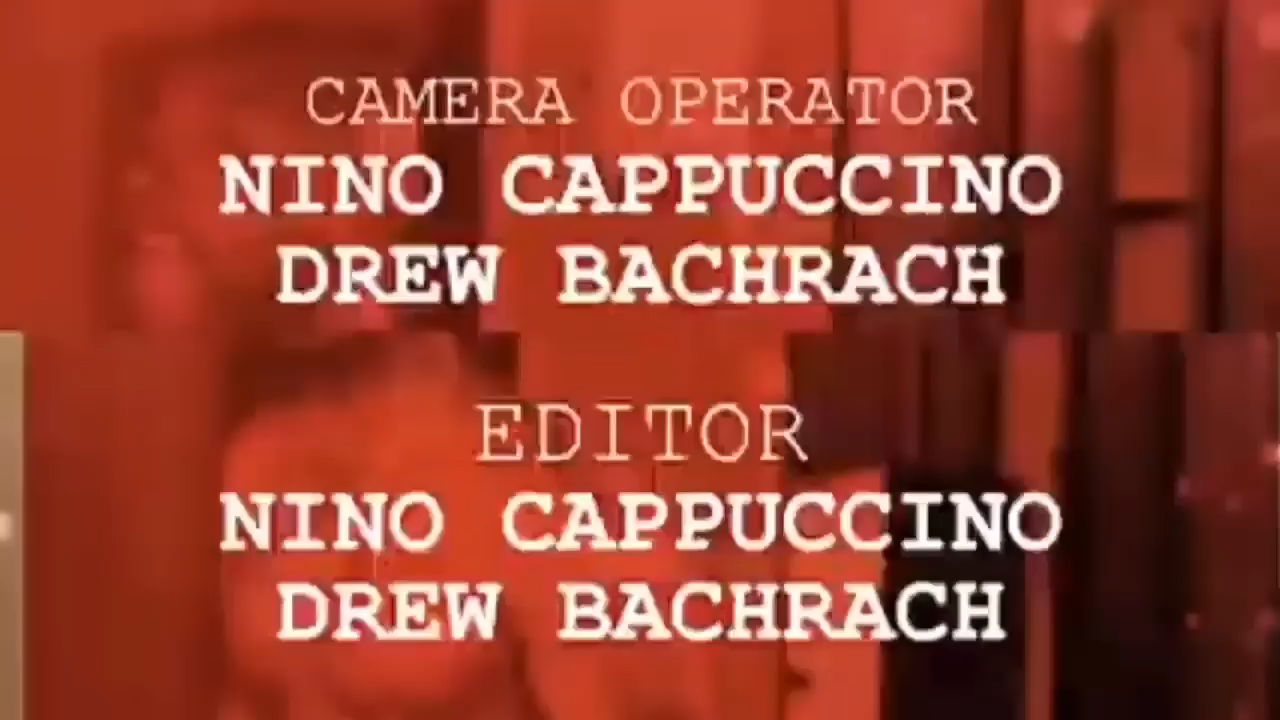 CAMERA OPERATOR
NINO CAPPUCCINO
DREW BACHRACH
EDITOR
NINO CAPPUCCINO
DREW BACHRACH